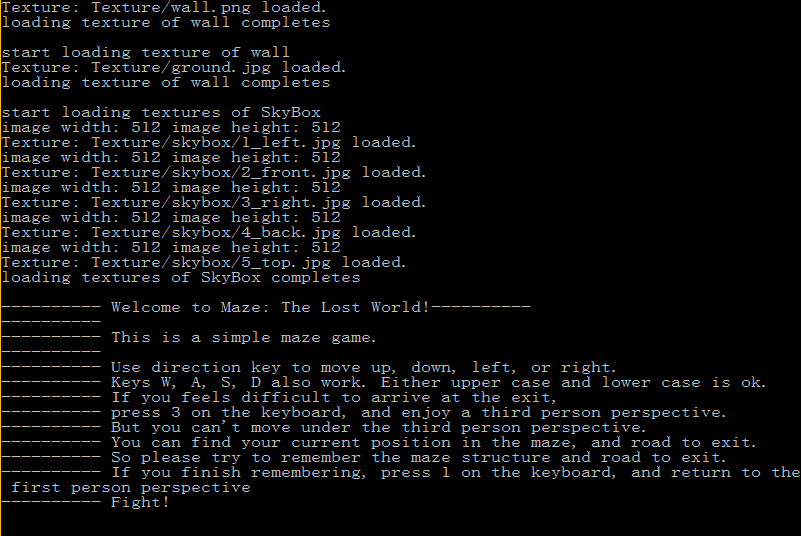 Texture: Texture/wall.png loaded.
loading texture of wall completes
start loading texture of wall
Texture: Texture/ground.jpg loaded.
loading texture of wall completes
start loading textures of SkyBox
image width: 512 image height: 512
Texture: Texture/skybox/1_left.jpg loaded.
image width: 512 image height: 512
Texture: Texture/skybox/2_front.jpg loaded.
image width: 512 image height: 512
Texture: Texture/skybox/3_right.jpg loaded.
image width: 512 image height: 512
Texture: Texture/skybox/4_back.jpg loaded.
image width: 512 image height: 512
Texture: Texture/skybox/5_top.jpg loaded.
loading textures of SkyBox completes
---------- Welcome to Maze: The Lost World!----------
----------
---------- This is a simple maze game.
----------
---------- Use direction key to move up, down, left, or right.
---------- Keys W, A, S, D also work. Either upper case and lower case is ok.
---------- If you feels difficult to arrive at the exit,
---------- press 3 on the keyboard, and enjoy a third person perspective.
---------- But you can't move under the third person perspective.
---------- You can find your current position in the maze, and road to exit.
---------- So please try to remember the maze structure and road to exit.
---------- If you finish remembering, press 1 on the keyboard, and return to the
first person perspective
---------- Fight!